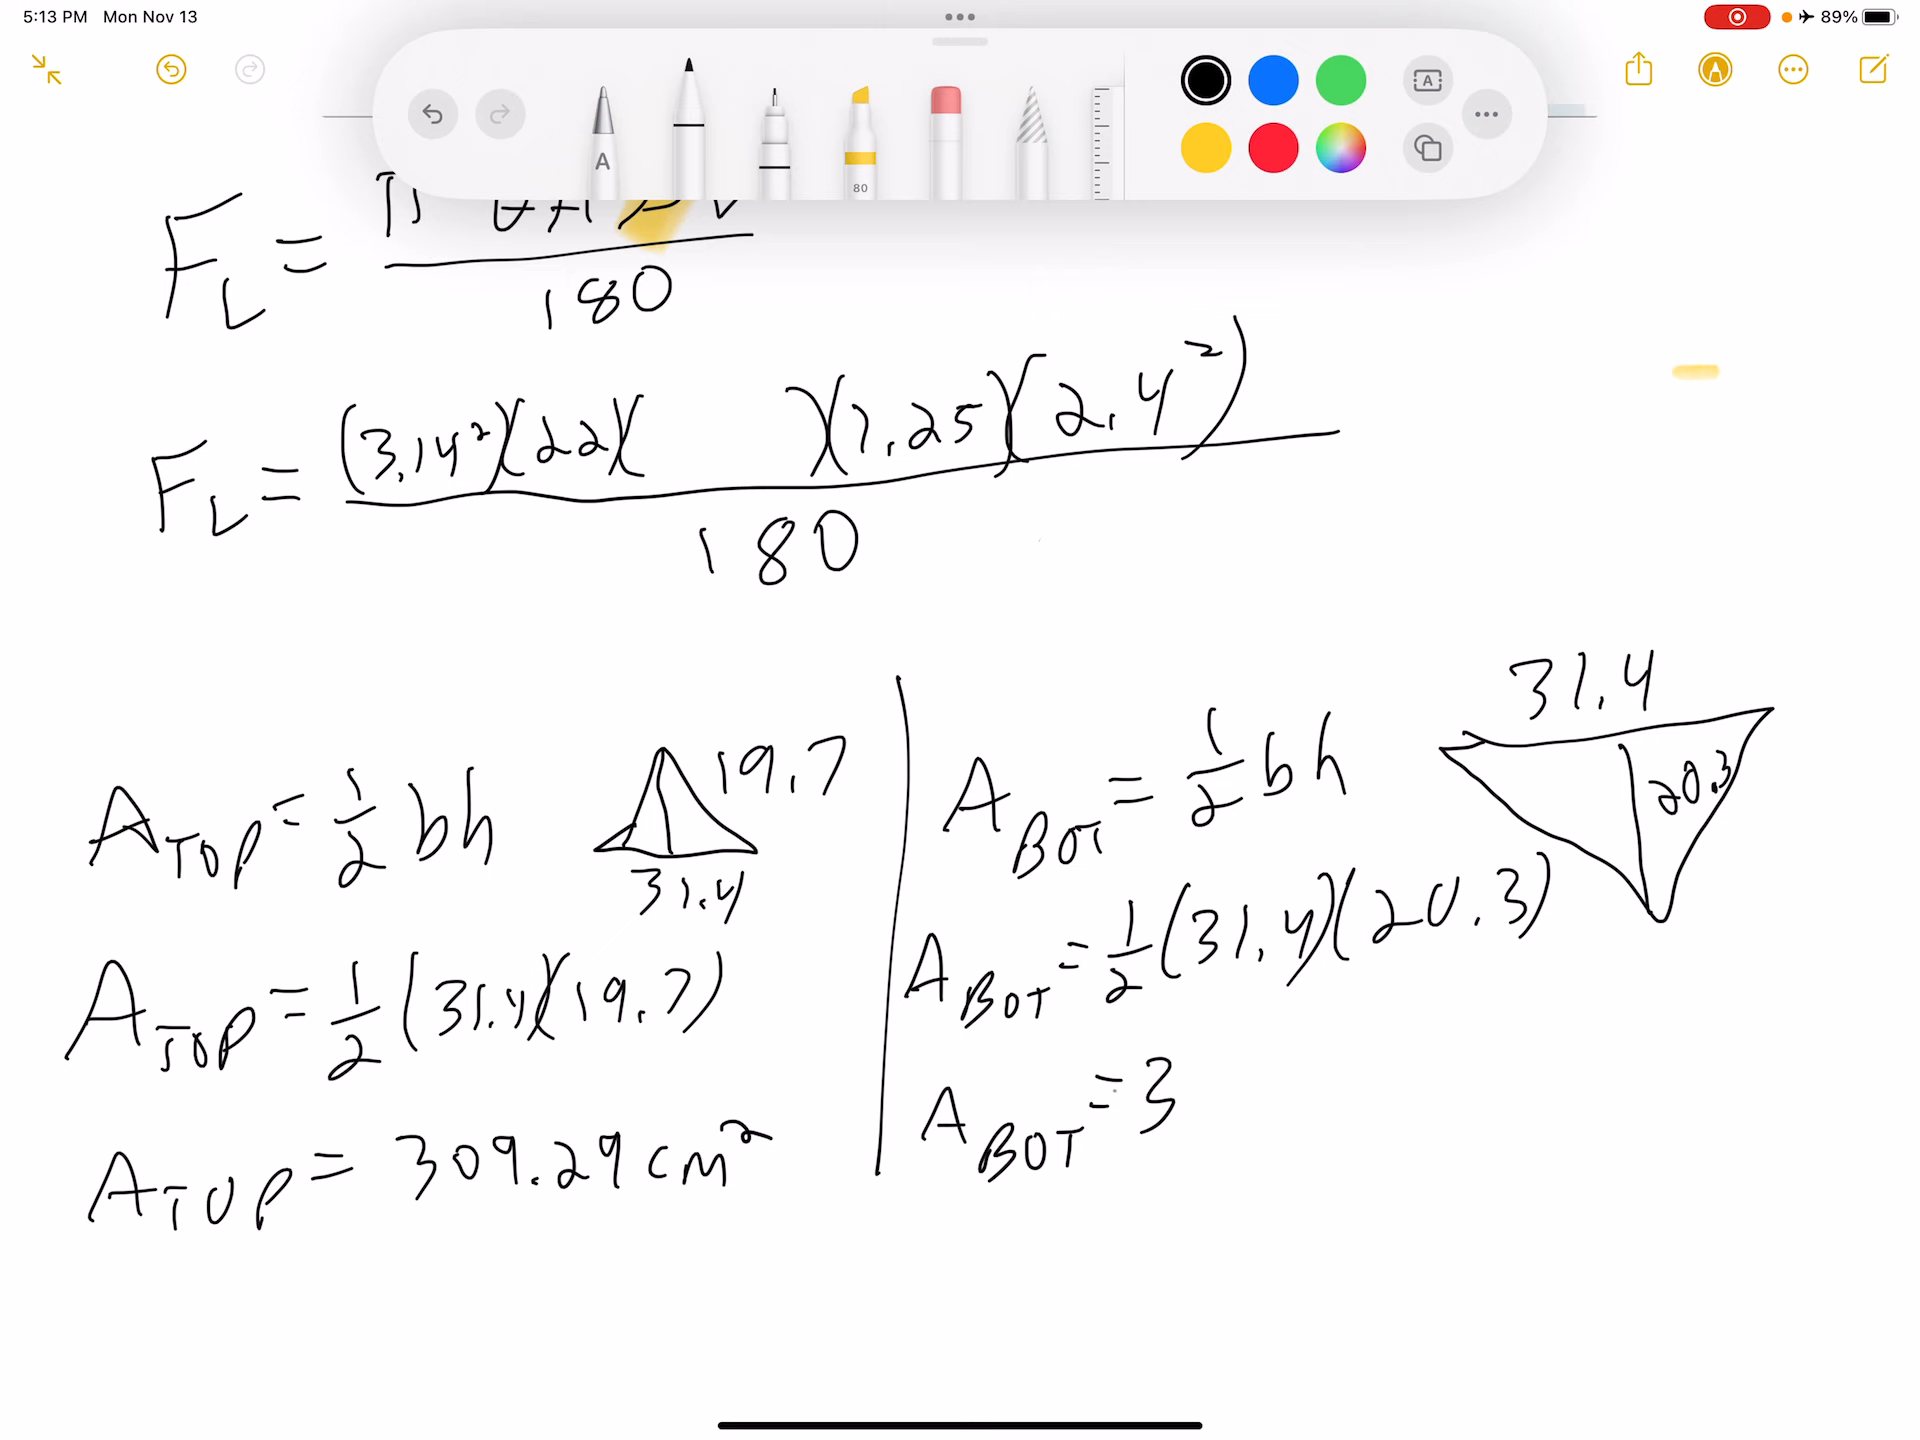 5:13 PM Mon Nov 13
89%
A
80
A
F_L =
180
F_L = (3.14²)(22)( )(1.25)(2.4²)
180
31.4
A_TOP = 1/2 bh
19.7
31.4
A_BOT = 1/2 bh
20.3
A_TOP = 1/2 (31.4)(19.7)
A_BOT = 1/2 (31.4)(20.3)
A_TOP = 309.29 cm²
A_BOT = 3